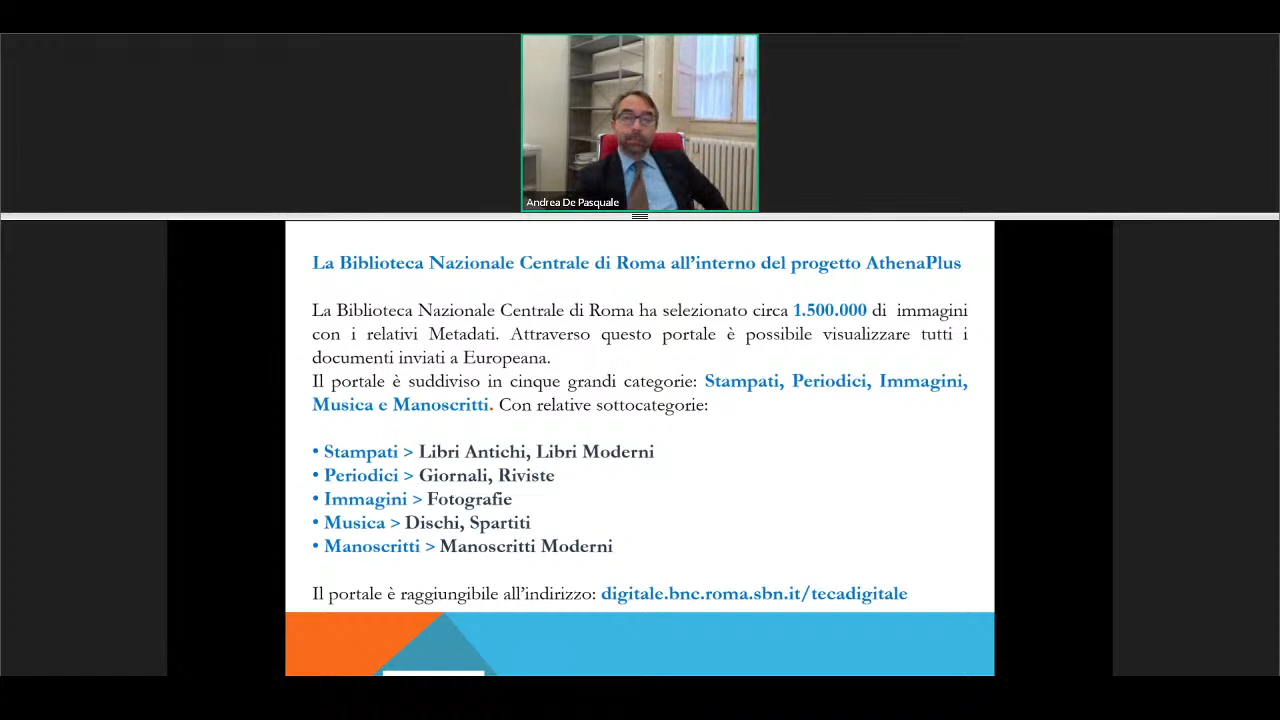 Andrea De Pasquale
La Biblioteca Nazionale Centrale di Roma all’interno del progetto AthenaPlus
La Biblioteca Nazionale Centrale di Roma ha selezionato circa 1.500.000 di immagini
con i relativi Metadati. Attraverso questo portale è possibile visualizzare tutti i
documenti inviati a Europeana.
Il portale è suddiviso in cinque grandi categorie: Stampati, Periodici, Immagini,
Musica e Manoscritti. Con relative sottocategorie:
• Stampati > Libri Antichi, Libri Moderni
• Periodici > Giornali, Riviste
• Immagini > Fotografie
• Musica > Dischi, Spartiti
• Manoscritti > Manoscritti Moderni
Il portale è raggiungibile all’indirizzo: digitale.bnc.roma.sbn.it/tecadigitale